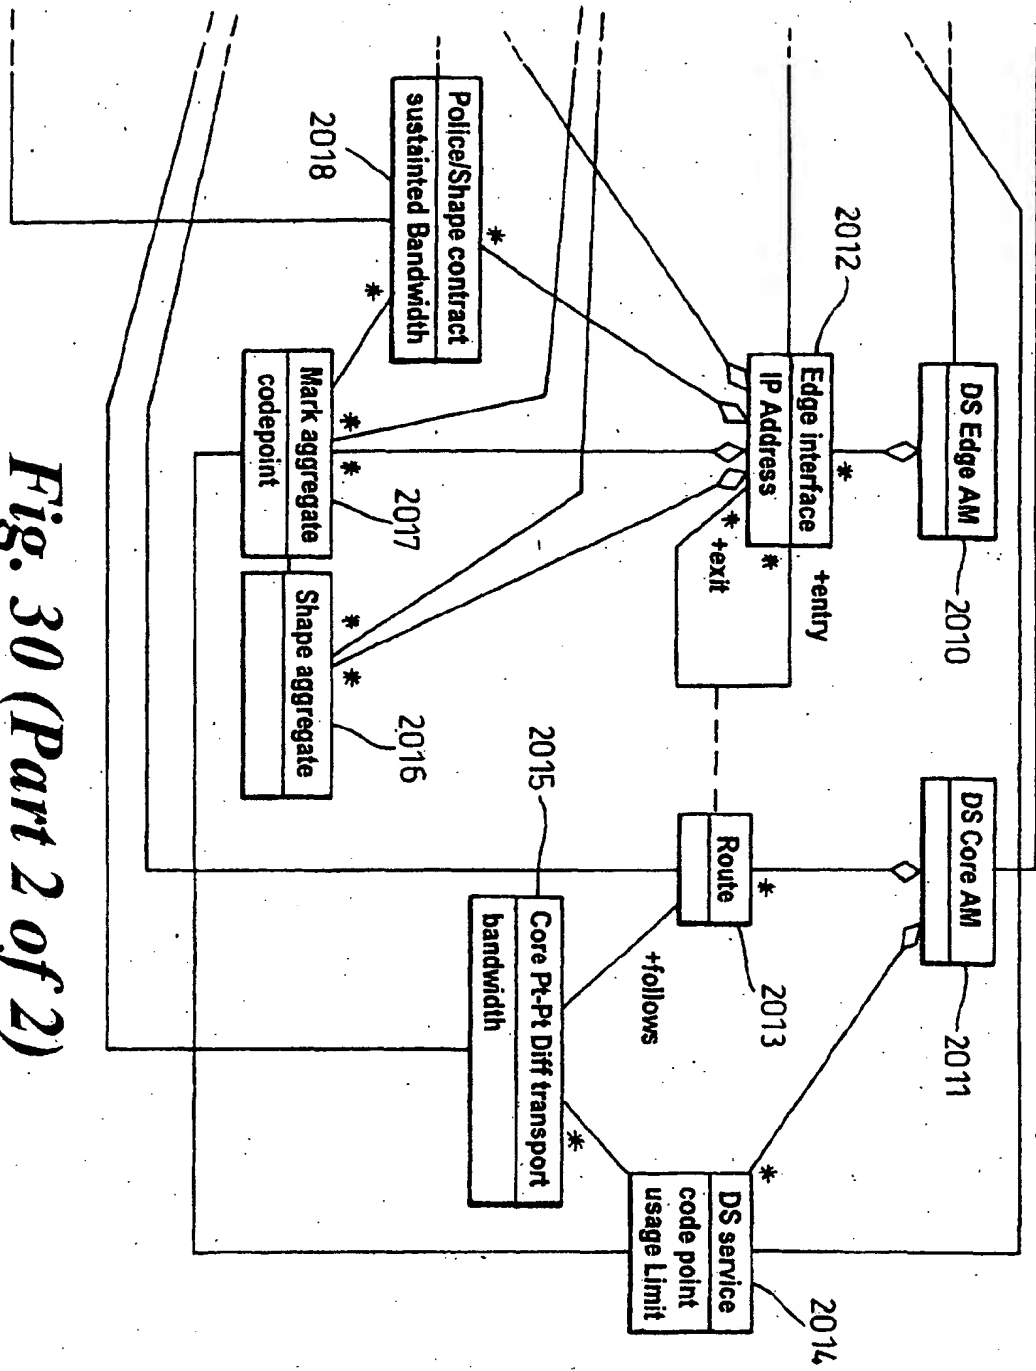 DS Edge AM
2010
DS Core AM
2011
2012
Edge interface
IP Address
*
+entry
*
*
+exit
Route
*
2013
+follows
DS service
code point
usage Limit
*
2014
2015
Core Pt-Pt Diff transport
bandwidth
*
Police/Shape contract
sustainted Bandwidth
*
*
2018
Mark aggregate
codepoint
*
*
2017
Shape aggregate
*
*
2016
Fig. 30 (Part 2 of 2)